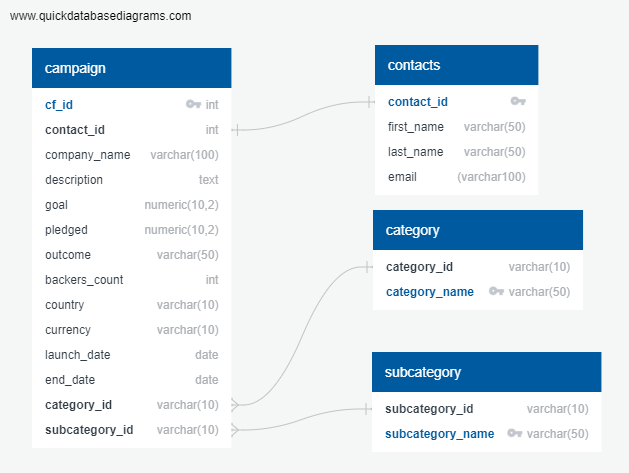 www.quickdatabasediagrams.com
campaign
cf_id int
contact_id int
company_name varchar(100)
description text
goal numeric(10,2)
pledged numeric(10,2)
outcome varchar(50)
backers_count int
country varchar(10)
currency varchar(10)
launch_date date
end_date date
category_id varchar(10)
subcategory_id varchar(10)
contacts
contact_id
first_name varchar(50)
last_name varchar(50)
email (varchar100)
category
category_id varchar(10)
category_name varchar(50)
subcategory
subcategory_id varchar(10)
subcategory_name varchar(50)